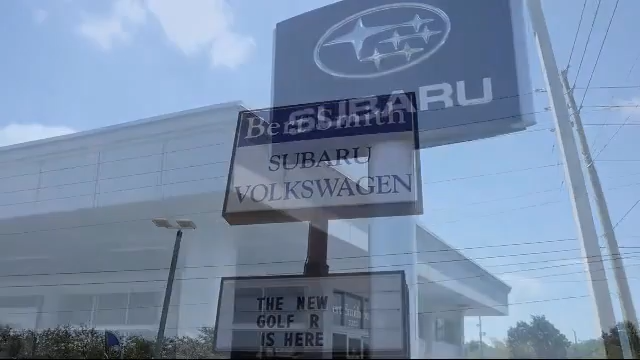 SUBARU
Bert Smith
SUBARU
VOLKSWAGEN
THE NEW
GOLF R
IS HERE